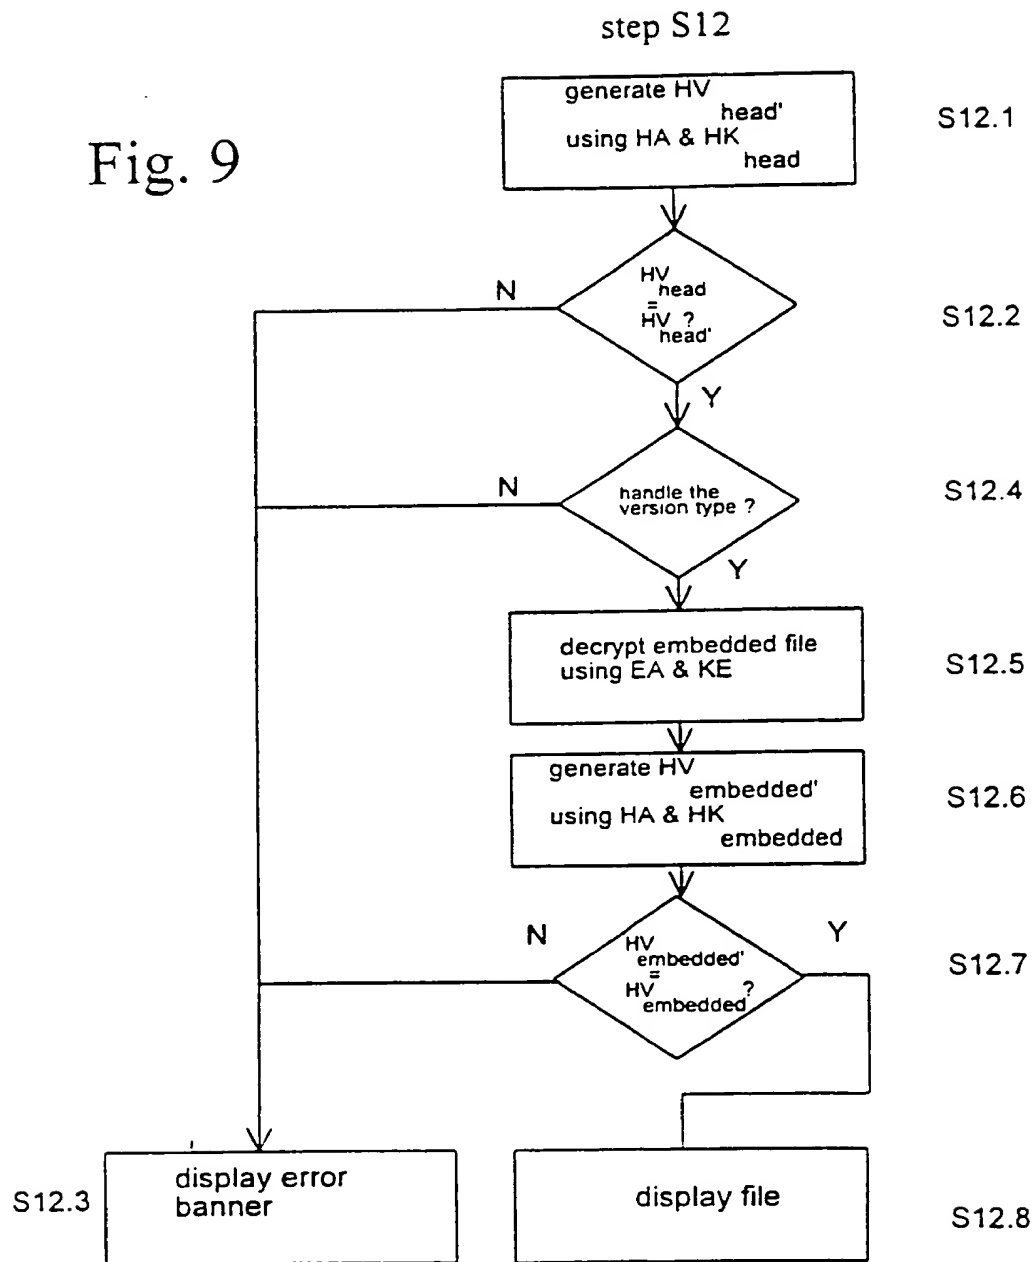 step S12
Fig. 9
generate HV
head'
using HA & HK
head
S12.1
HV
head
=
HV ?
head'
N
S12.2
Y
handle the
version type ?
N
S12.4
Y
decrypt embedded file
using EA & KE
S12.5
generate HV
embedded'
using HA & HK
embedded
S12.6
N
HV
embedded'
=
HV ?
embedded
Y
S12.7
S12.3
display error
banner
display file
S12.8